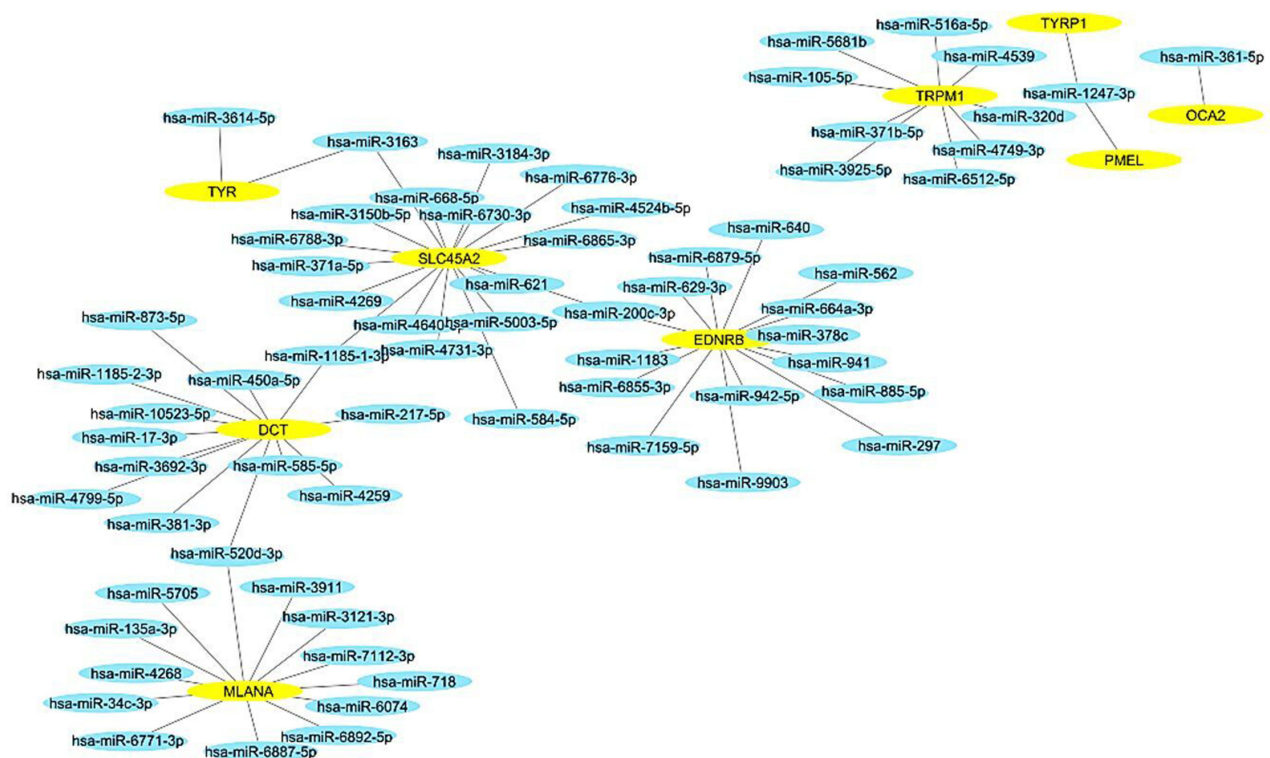 hsa-miR-516a-5p
TYRP1
hsa-miR-5681b
hsa-miR-4539
hsa-miR-361-5p
hsa-miR-105-5p
TRPM1
hsa-miR-1247-3p
hsa-miR-320d
OCA2
hsa-miR-3614-5p
hsa-miR-371b-5p
hsa-miR-3163
hsa-miR-4749-3p
hsa-miR-3184-3p
PMEL
hsa-miR-3925-5p
hsa-miR-6512-5p
hsa-miR-6776-3p
TYR
hsa-miR-668-5p
hsa-miR-4524b-5p
hsa-miR-3150b-5p
hsa-miR-6730-3p
hsa-miR-640
hsa-miR-6788-3p
hsa-miR-6865-3p
SLC45A2
hsa-miR-6879-5p
hsa-miR-371a-5p
hsa-miR-562
hsa-miR-621
hsa-miR-629-3p
hsa-miR-4269
hsa-miR-664a-3p
hsa-miR-200c-3p
hsa-miR-873-5p
hsa-miR-4640
hsa-miR-5003-5p
hsa-miR-378c
EDNRB
hsa-miR-4731-3p
hsa-miR-1185-1-3p
hsa-miR-1183
hsa-miR-941
hsa-miR-1185-2-3p
hsa-miR-450a-5p
hsa-miR-6855-3p
hsa-miR-885-5p
hsa-miR-942-5p
hsa-miR-10523-5p
hsa-miR-217-5p
hsa-miR-584-5p
DCT
hsa-miR-17-3p
hsa-miR-7159-5p
hsa-miR-297
hsa-miR-3692-3p
hsa-miR-585-5p
hsa-miR-9903
hsa-miR-4799-5p
hsa-miR-4259
hsa-miR-381-3p
hsa-miR-520d-3p
hsa-miR-3911
hsa-miR-5705
hsa-miR-3121-3p
hsa-miR-135a-3p
hsa-miR-7112-3p
hsa-miR-4268
hsa-miR-718
MLANA
hsa-miR-34c-3p
hsa-miR-6074
hsa-miR-6892-5p
hsa-miR-6771-3p
hsa-miR-6887-5p